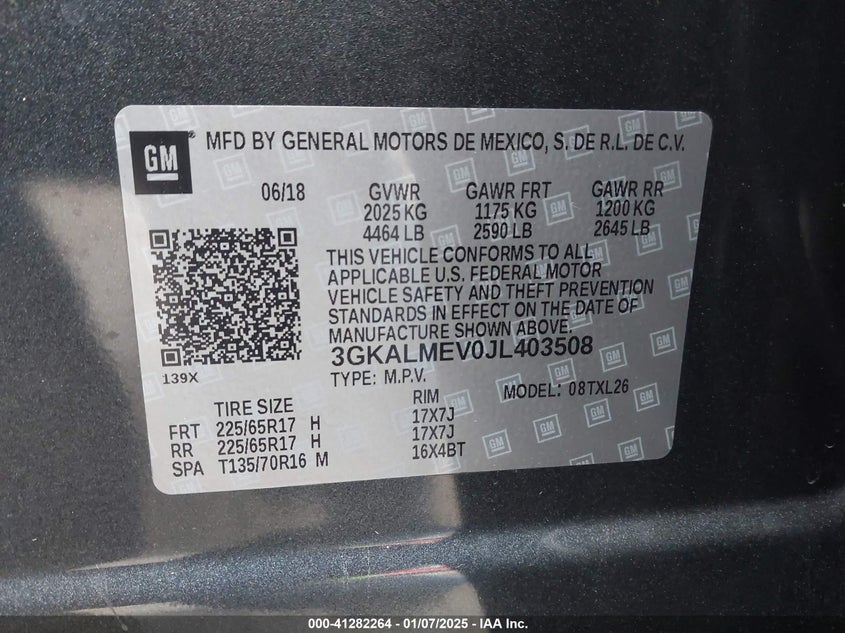 GM MFD BY GENERAL MOTORS DE MEXICO, S. DE R.L. DE C.V.
06/18 GVWR GAWR FRT GAWR RR
2025 KG 1175 KG 1200 KG
4464 LB 2590 LB 2645 LB
THIS VEHICLE CONFORMS TO ALL
APPLICABLE U.S. FEDERAL MOTOR
VEHICLE SAFETY AND THEFT PREVENTION
STANDARDS IN EFFECT ON THE DATE OF
MANUFACTURE SHOWN ABOVE.
3GKALMEV0JL403508
139X TYPE: M.P.V. MODEL: 08TXL26
TIRE SIZE RIM
FRT 225/65R17 H 17X7J
RR 225/65R17 H 17X7J
SPA T135/70R16 M 16X4BT
000-41282264 - 01/07/2025 - IAA Inc.